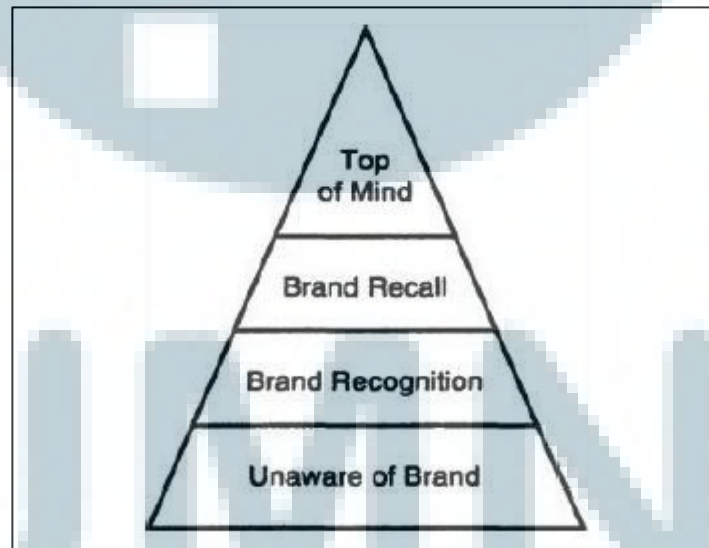 Top
of Mind
Brand Recall
Brand Recognition
Unaware of Brand